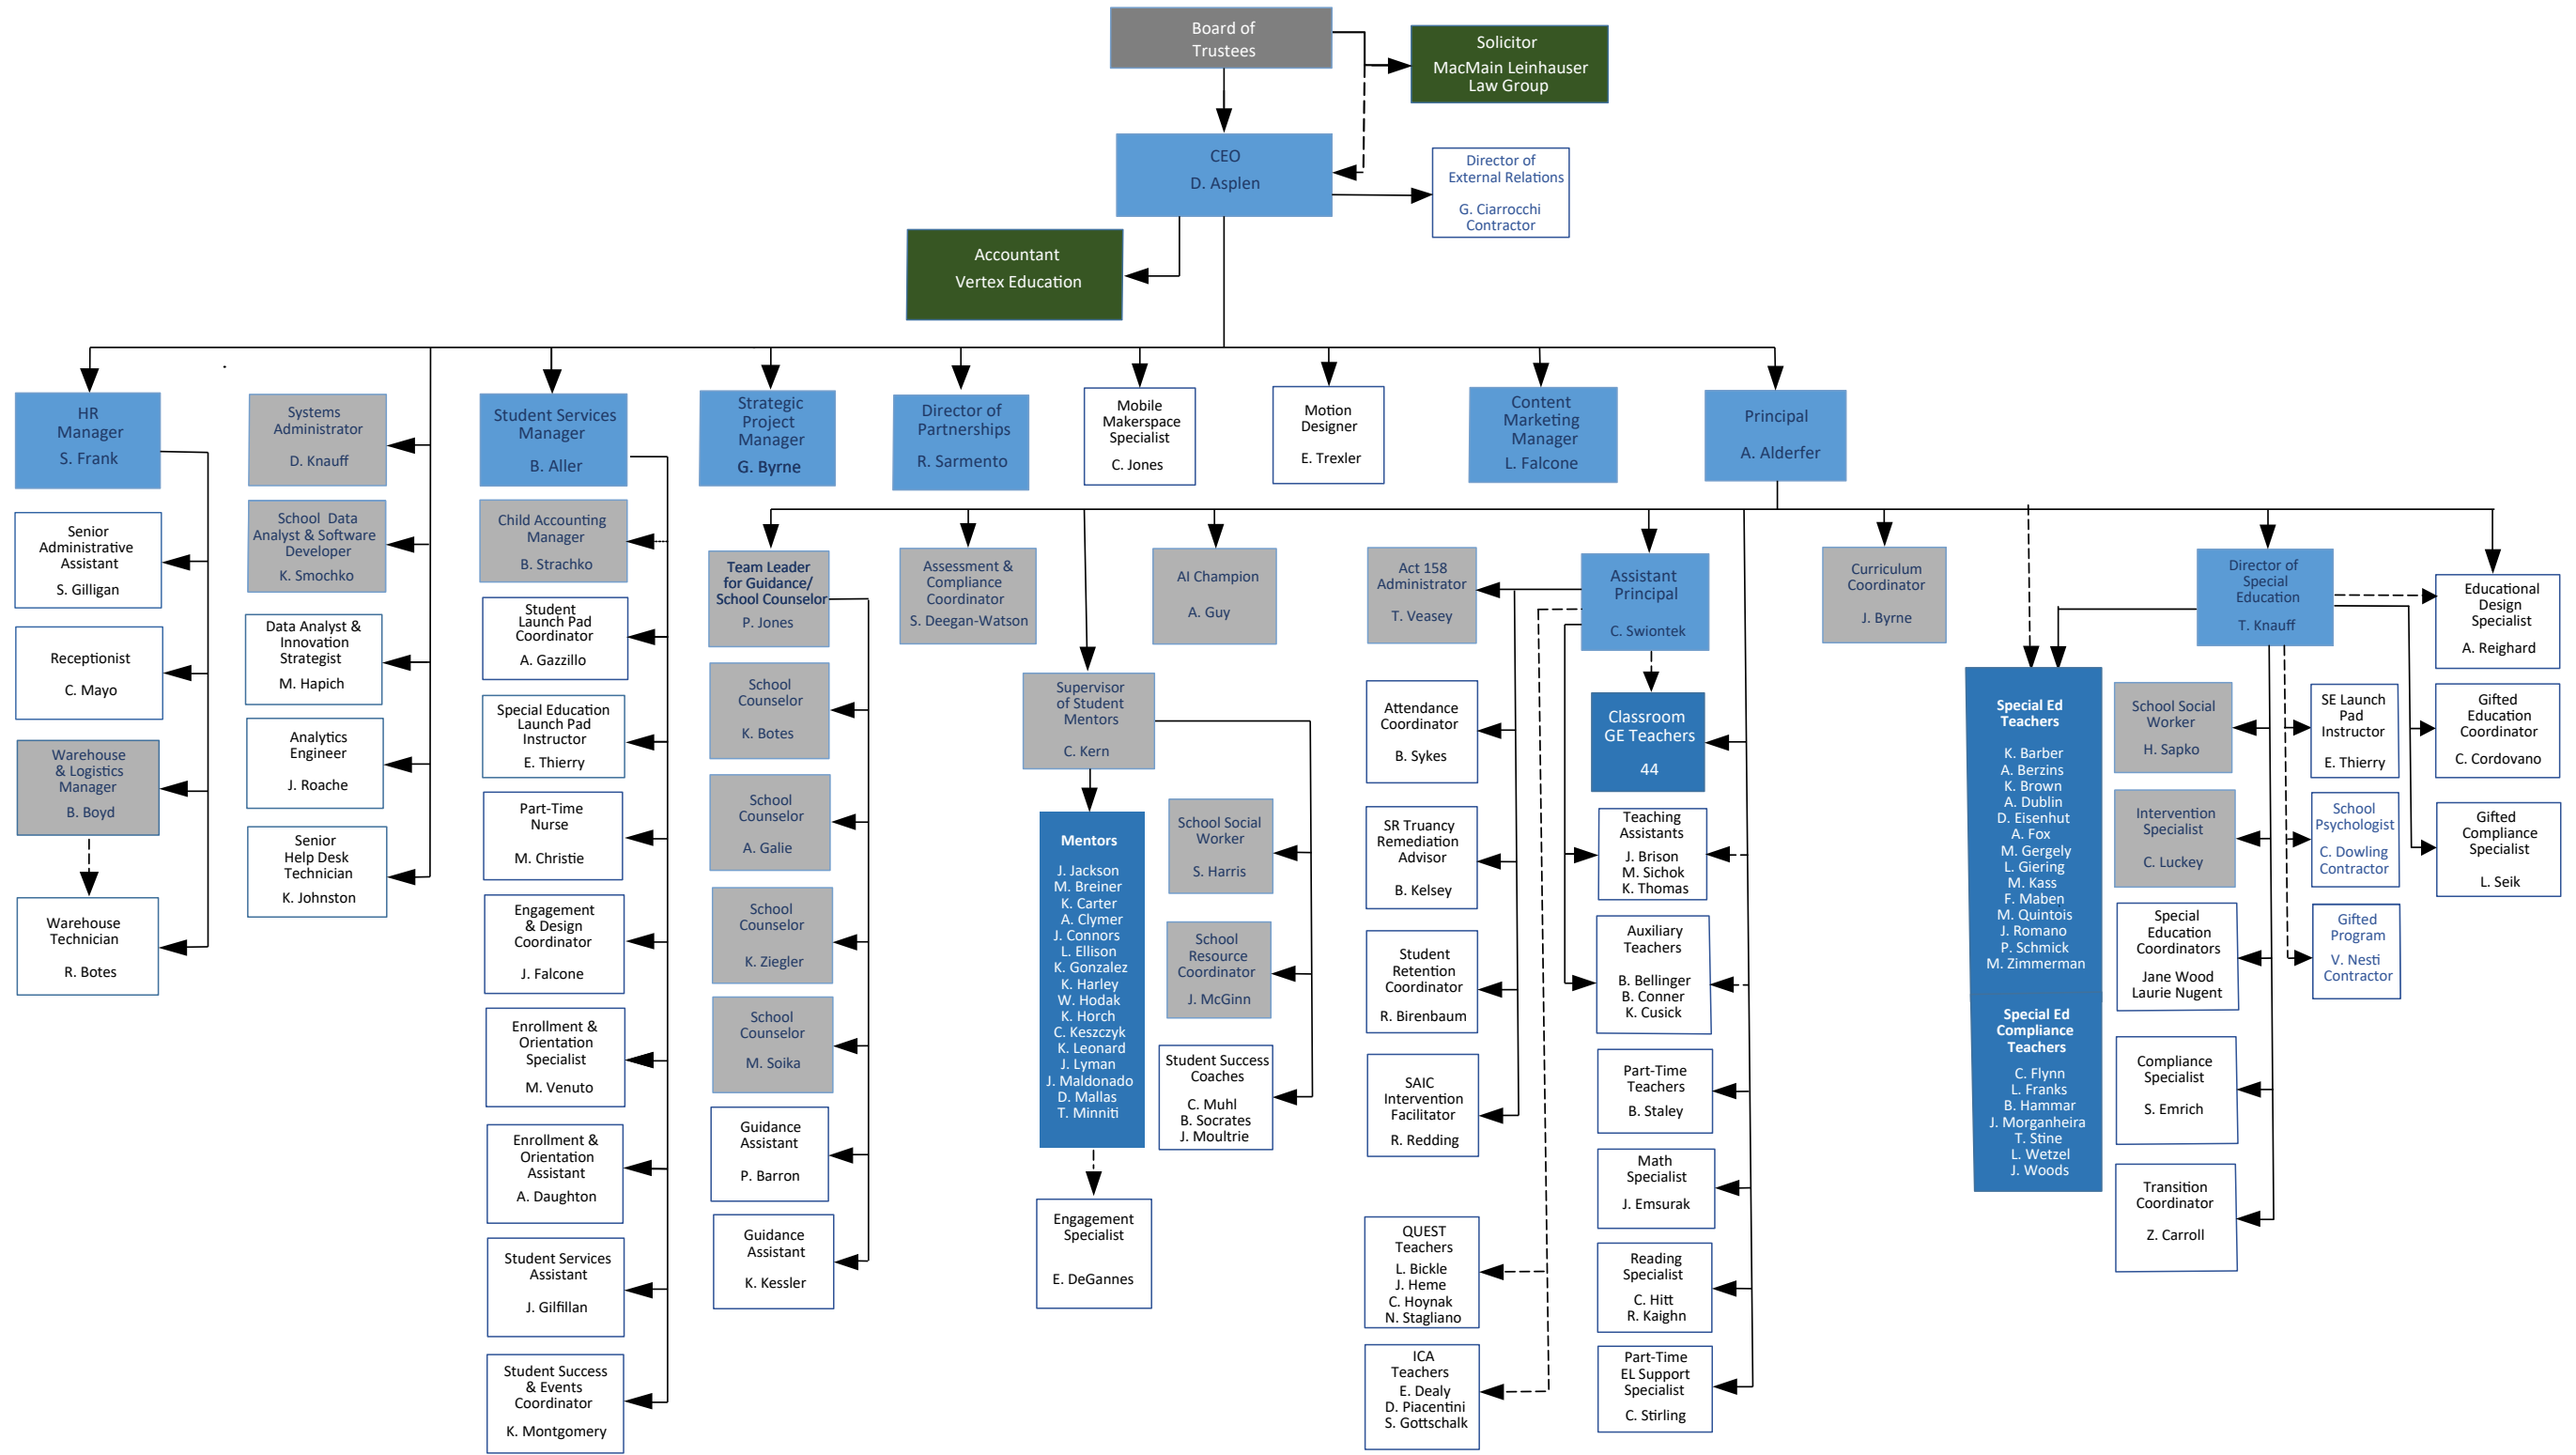 Board of
Trustees
Solicitor
MacMain Leinhauser
Law Group
CEO
D. Asplen
Director of
External Relations
G. Ciarrocchi
Contractor
Accountant
Vertex Education
HR
Manager
S. Frank
Senior
Administrative
Assistant
S. Gilligan
Receptionist
C. Mayo
Warehouse
& Logistics
Manager
B. Boyd
Warehouse
Technician
R. Botes
Systems
Administrator
D. Knauff
School Data
Analyst & Software
Developer
K. Smochko
Data Analyst &
Innovation
Strategist
M. Hapich
Analytics
Engineer
J. Roache
Senior
Help Desk
Technician
K. Johnston
Student Services
Manager
B. Aller
Child Accounting
Manager
B. Strachko
Student
Launch Pad
Coordinator
A. Gazzillo
Special Education
Launch Pad
Instructor
E. Thierry
Part-Time
Nurse
M. Christie
Engagement
& Design
Coordinator
J. Falcone
Enrollment &
Orientation
Specialist
M. Venuto
Enrollment &
Orientation
Assistant
A. Daughton
Student Services
Assistant
J. Gilfillan
Student Success
& Events
Coordinator
K. Montgomery
Strategic
Project
Manager
G. Byrne
Director of
Partnerships
R. Sarmento
Mobile
Makerspace
Specialist
C. Jones
Motion
Designer
E. Trexler
Content
Marketing
Manager
L. Falcone
Principal
A. Alderfer
Team Leader
for Guidance/
School Counselor
P. Jones
School
Counselor
K. Botes
School
Counselor
A. Galie
School
Counselor
K. Ziegler
School
Counselor
M. Soika
Guidance
Assistant
P. Barron
Guidance
Assistant
K. Kessler
Assessment &
Compliance
Coordinator
S. Deegan-Watson
Supervisor
of Student
Mentors
C. Kern
Mentors
J. Jackson
M. Breiner
K. Carter
A. Clymer
J. Connors
L. Ellison
K. Gonzalez
K. Harley
W. Hodak
K. Horch
C. Keszczyk
K. Leonard
J. Lyman
J. Maldonado
D. Mallas
T. Minniti
Engagement
Specialist
E. DeGannes
AI Champion
A. Guy
School Social
Worker
S. Harris
School
Resource
Coordinator
J. McGinn
Student Success
Coaches
C. Muhl
B. Socrates
J. Moultrie
Act 158
Administrator
T. Veasey
Attendance
Coordinator
B. Sykes
SR Truancy
Remediation
Advisor
B. Kelsey
Student
Retention
Coordinator
R. Birenbaum
SAIC
Intervention
Facilitator
R. Redding
QUEST
Teachers
L. Bickle
J. Heme
C. Hoynak
N. Stagliano
ICA
Teachers
E. Dealy
D. Piacentini
S. Gottschalk
Assistant
Principal
C. Swiontek
Classroom
GE Teachers
44
Teaching
Assistants
J. Brison
M. Sichok
K. Thomas
Auxiliary
Teachers
B. Bellinger
B. Conner
K. Cusick
Part-Time
Teachers
B. Staley
Math
Specialist
J. Emsurak
Reading
Specialist
C. Hitt
R. Kaighn
Part-Time
EL Support
Specialist
C. Stirling
Curriculum
Coordinator
J. Byrne
Special Ed
Teachers
K. Barber
A. Berzins
K. Brown
A. Dublin
D. Eisenhut
A. Fox
M. Gergely
L. Giering
M. Kass
F. Maben
M. Quintois
J. Romano
P. Schmick
M. Zimmerman
Special Ed
Compliance
Teachers
C. Flynn
L. Franks
B. Hammar
J. Morganheira
T. Stine
L. Wetzel
J. Woods
Director of
Special
Education
T. Knauff
School Social
Worker
H. Sapko
Intervention
Specialist
C. Luckey
Special
Education
Coordinators
Jane Wood
Laurie Nugent
Compliance
Specialist
S. Emrich
Transition
Coordinator
Z. Carroll
SE Launch
Pad
Instructor
E. Thierry
School
Psychologist
C. Dowling
Contractor
Gifted
Program
V. Nesti
Contractor
Educational
Design
Specialist
A. Reighard
Gifted
Education
Coordinator
C. Cordovano
Gifted
Compliance
Specialist
L. Seik